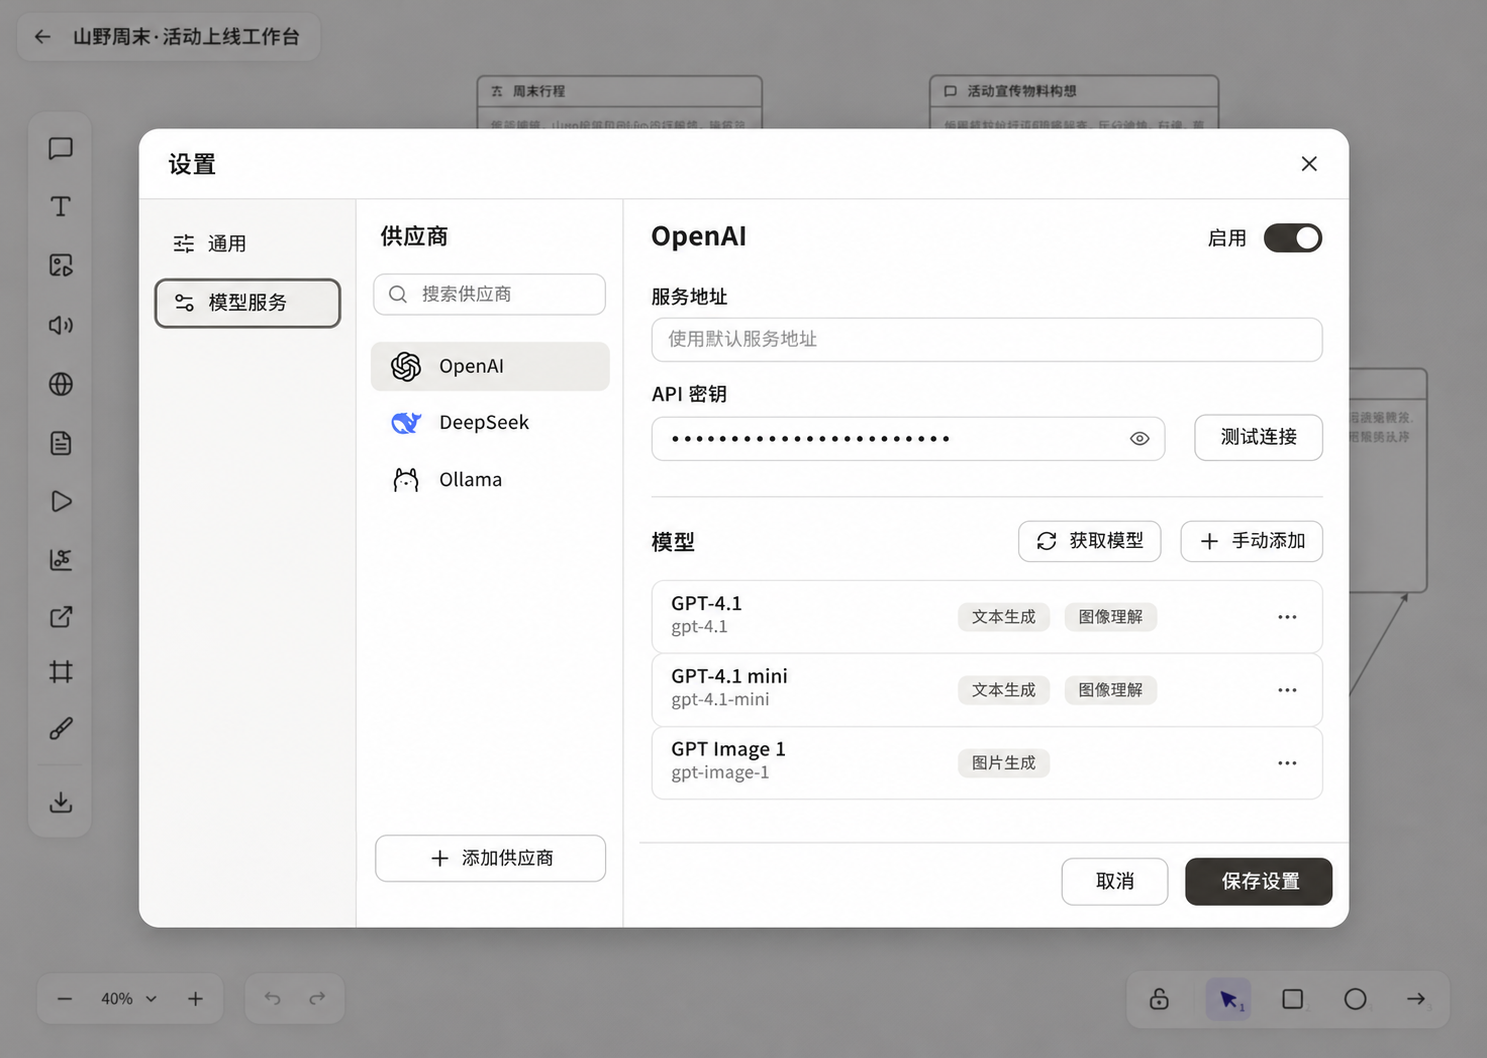 山野周末·活动上线工作台
周末行程
活动宣传物料构想
设置
通用
模型服务
供应商
搜索供应商
OpenAI
DeepSeek
Ollama
添加供应商
OpenAI
启用
服务地址
使用默认服务地址
API 密钥
••••••••••••••••••••••••
测试连接
模型
获取模型
手动添加
GPT-4.1
gpt-4.1
文本生成
图像理解
GPT-4.1 mini
gpt-4.1-mini
文本生成
图像理解
GPT Image 1
gpt-image-1
图片生成
取消
保存设置
40%
1